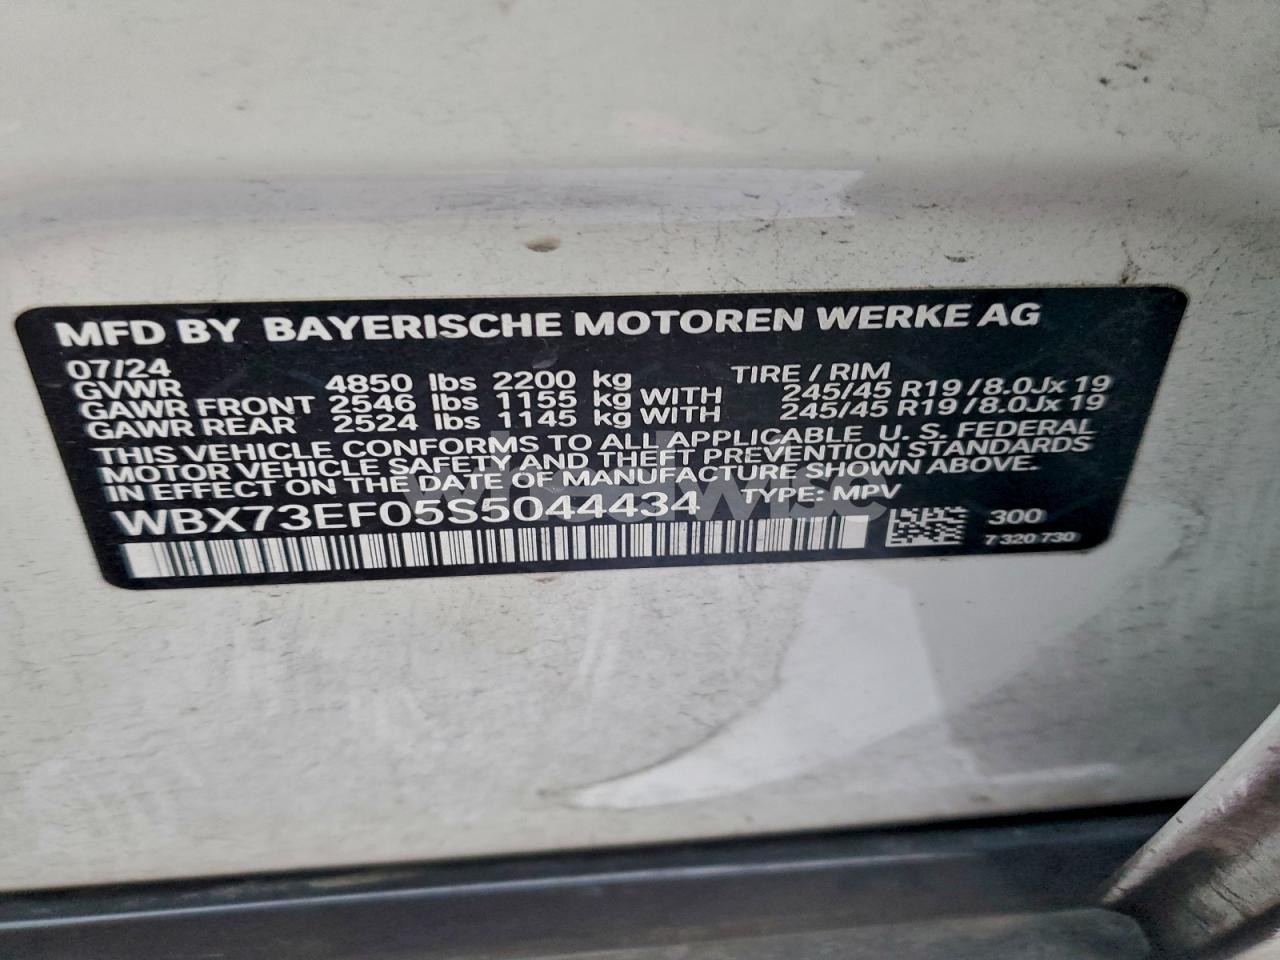 MFD BY BAYERISCHE MOTOREN WERKE AG
07/24 TIRE / RIM
GVWR 4850 lbs 2200 kg
GAWR FRONT 2546 lbs 1155 kg WITH 245/45 R19 /8.0Jx 19
GAWR REAR 2524 lbs 1145 kg WITH 245/45 R19 /8.0Jx 19
THIS VEHICLE CONFORMS TO ALL APPLICABLE U. S. FEDERAL
MOTOR VEHICLE SAFETY AND THEFT PREVENTION STANDARDS
IN EFFECT ON THE DATE OF MANUFACTURE SHOWN ABOVE.
WBX73EF05S5044434 TYPE: MPV
300
7 320 730
wheelwise